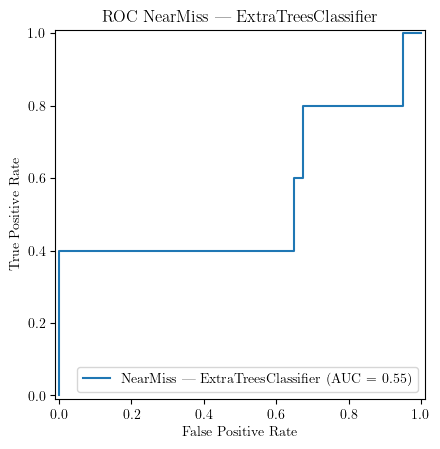 ROC NearMiss — ExtraTreesClassifier
1.0
0.8
0.6
0.4
0.2
0.0
True Positive Rate
NearMiss — ExtraTreesClassifier (AUC = 0.55)
0.0 0.2 0.4 0.6 0.8 1.0
False Positive Rate